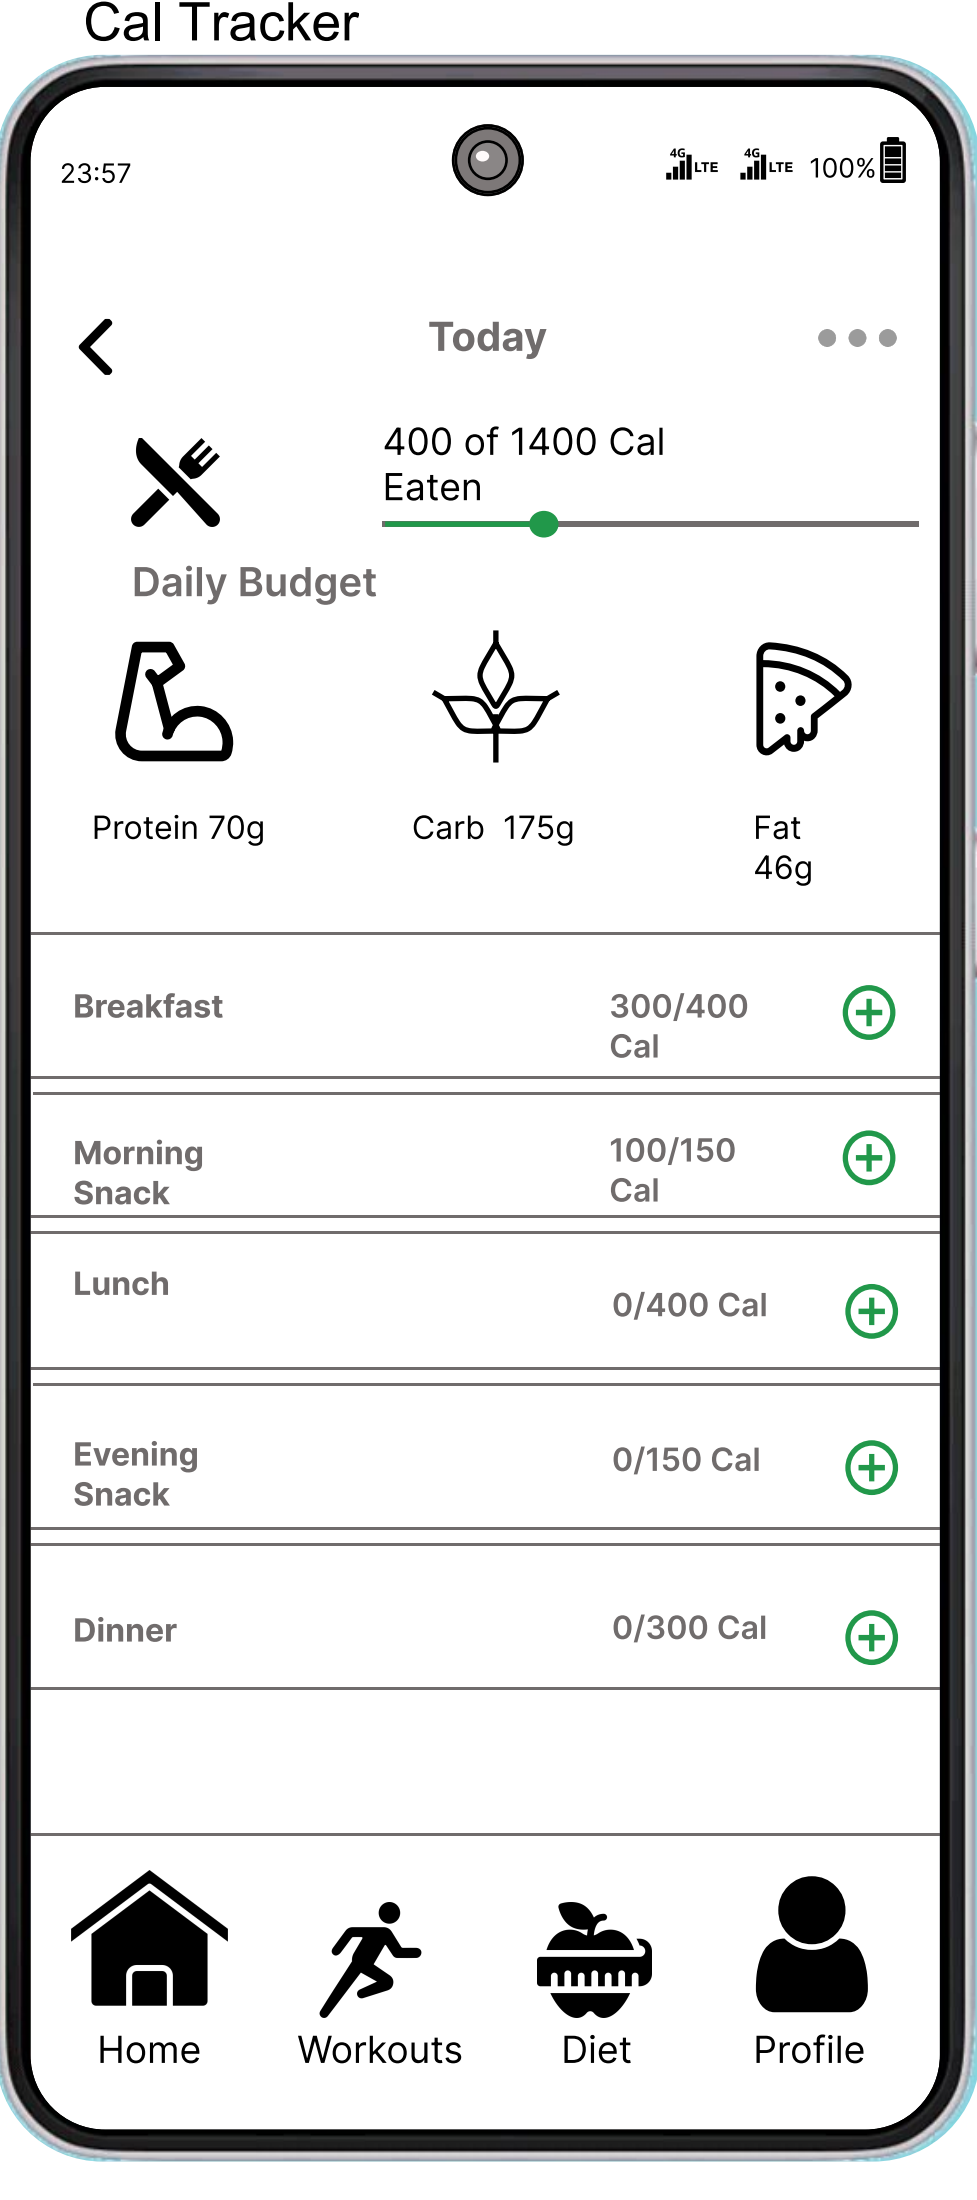 Cal Tracker
23:57
4G LTE 4G LTE 100%
Today
400 of 1400 Cal
Eaten
Daily Budget
Protein 70g
Carb 175g
Fat
46g
Breakfast
300/400
Cal
Morning
Snack
100/150
Cal
Lunch
0/400 Cal
Evening
Snack
0/150 Cal
Dinner
0/300 Cal
Home
Workouts
Diet
Profile